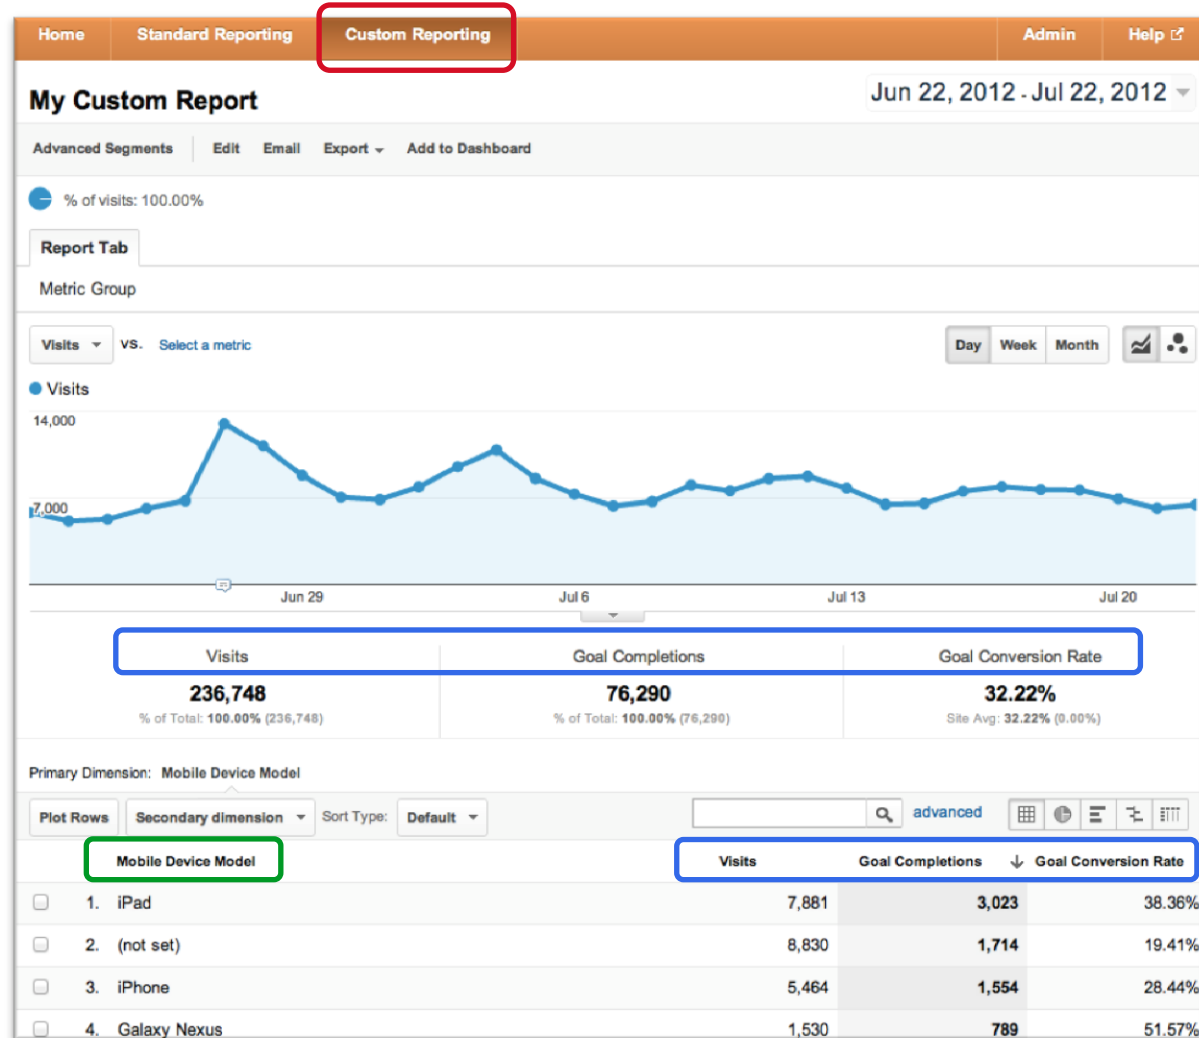 Home Standard Reporting Custom Reporting Admin Help
My Custom Report
Jun 22, 2012 - Jul 22, 2012
Advanced Segments Edit Email Export Add to Dashboard
% of visits: 100.00%
Report Tab
Metric Group
Visits VS. Select a metric Day Week Month
Visits
14,000
7,000
Jun 29 Jul 6 Jul 13 Jul 20
Visits Goal Completions Goal Conversion Rate
236,748 76,290 32.22%
% of Total: 100.00% (236,748) % of Total: 100.00% (76,290) Site Avg: 32.22% (0.00%)
Primary Dimension: Mobile Device Model
Plot Rows Secondary dimension Sort Type: Default advanced
Mobile Device Model Visits Goal Completions Goal Conversion Rate
1. iPad 7,881 3,023 38.36%
2. (not set) 8,830 1,714 19.41%
3. iPhone 5,464 1,554 28.44%
4. Galaxy Nexus 1,530 789 51.57%